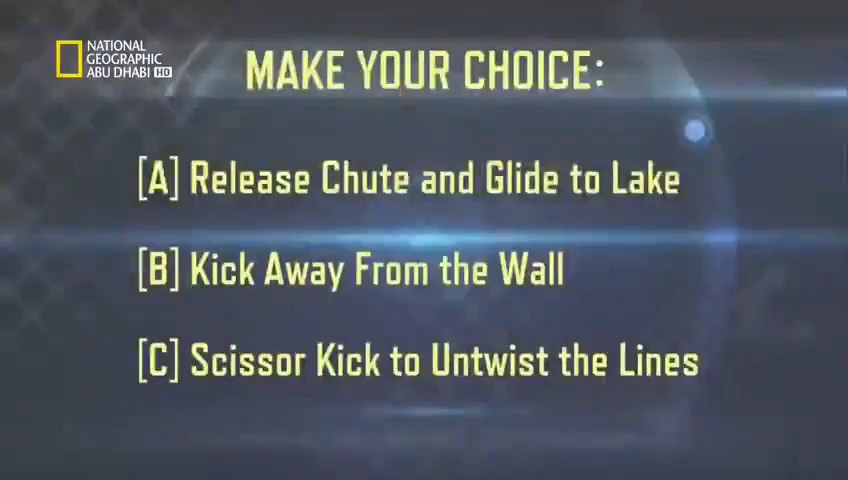 NATIONAL
GEOGRAPHIC
ABU DHABI HD
MAKE YOUR CHOICE:
[A] Release Chute and Glide to Lake
[B] Kick Away From the Wall
[C] Scissor Kick to Untwist the Lines